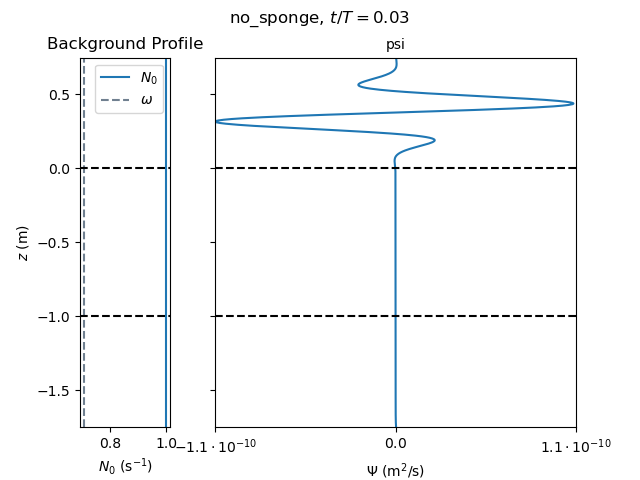 no_sponge, t/T = 0.03
Background Profile
psi
N₀
ω
0.5
0.0
−0.5
−1.0
−1.5
z (m)
0.8
1.0
−1.1 · 10⁻¹⁰
0.0
1.1 · 10⁻¹⁰
N₀ (s⁻¹)
Ψ (m²/s)